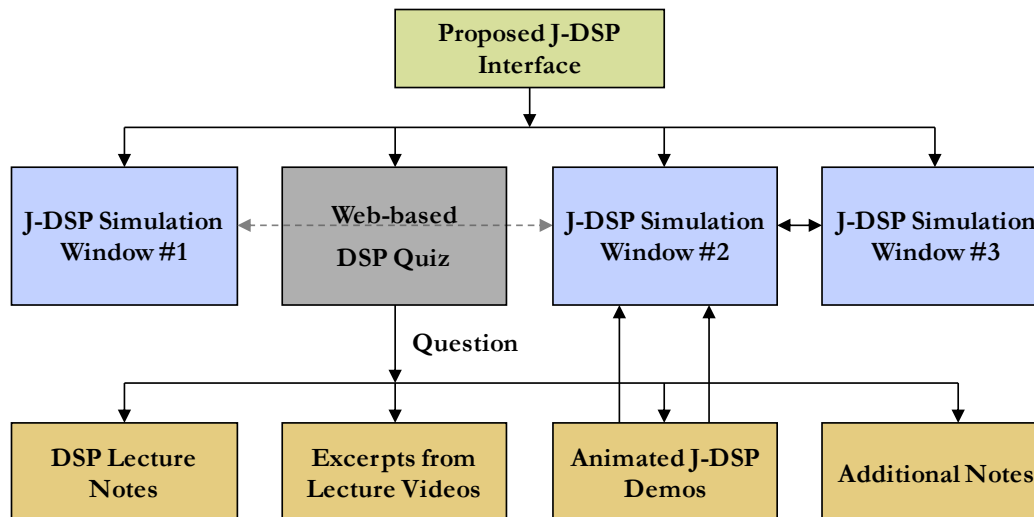 Proposed J-DSP
Interface
J-DSP Simulation
Window #1
Web-based
DSP Quiz
J-DSP Simulation
Window #2
J-DSP Simulation
Window #3
Question
DSP Lecture
Notes
Excerpts from
Lecture Videos
Animated J-DSP
Demos
Additional Notes